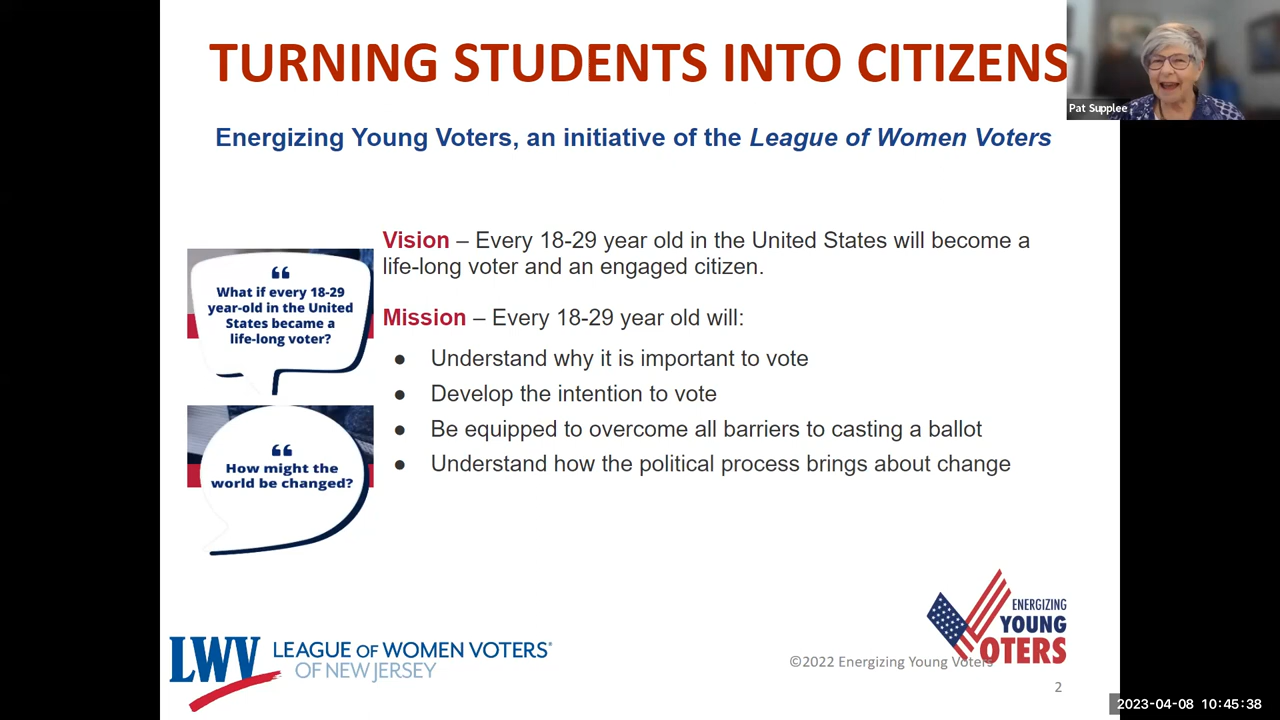 TURNING STUDENTS INTO CITIZENS
Pat Supplee
Energizing Young Voters, an initiative of the League of Women Voters
Vision – Every 18-29 year old in the United States will become a
life-long voter and an engaged citizen.
“
What if every 18-29
year-old in the United
States became a
life-long voter?
Mission – Every 18-29 year old will:
● Understand why it is important to vote
● Develop the intention to vote
● Be equipped to overcome all barriers to casting a ballot
● Understand how the political process brings about change
“
How might the
world be changed?
LWV LEAGUE OF WOMEN VOTERS®
OF NEW JERSEY
ENERGIZING
YOUNG
VOTERS
©2022 Energizing Young Voters
2
2023-04-08 10:45:38